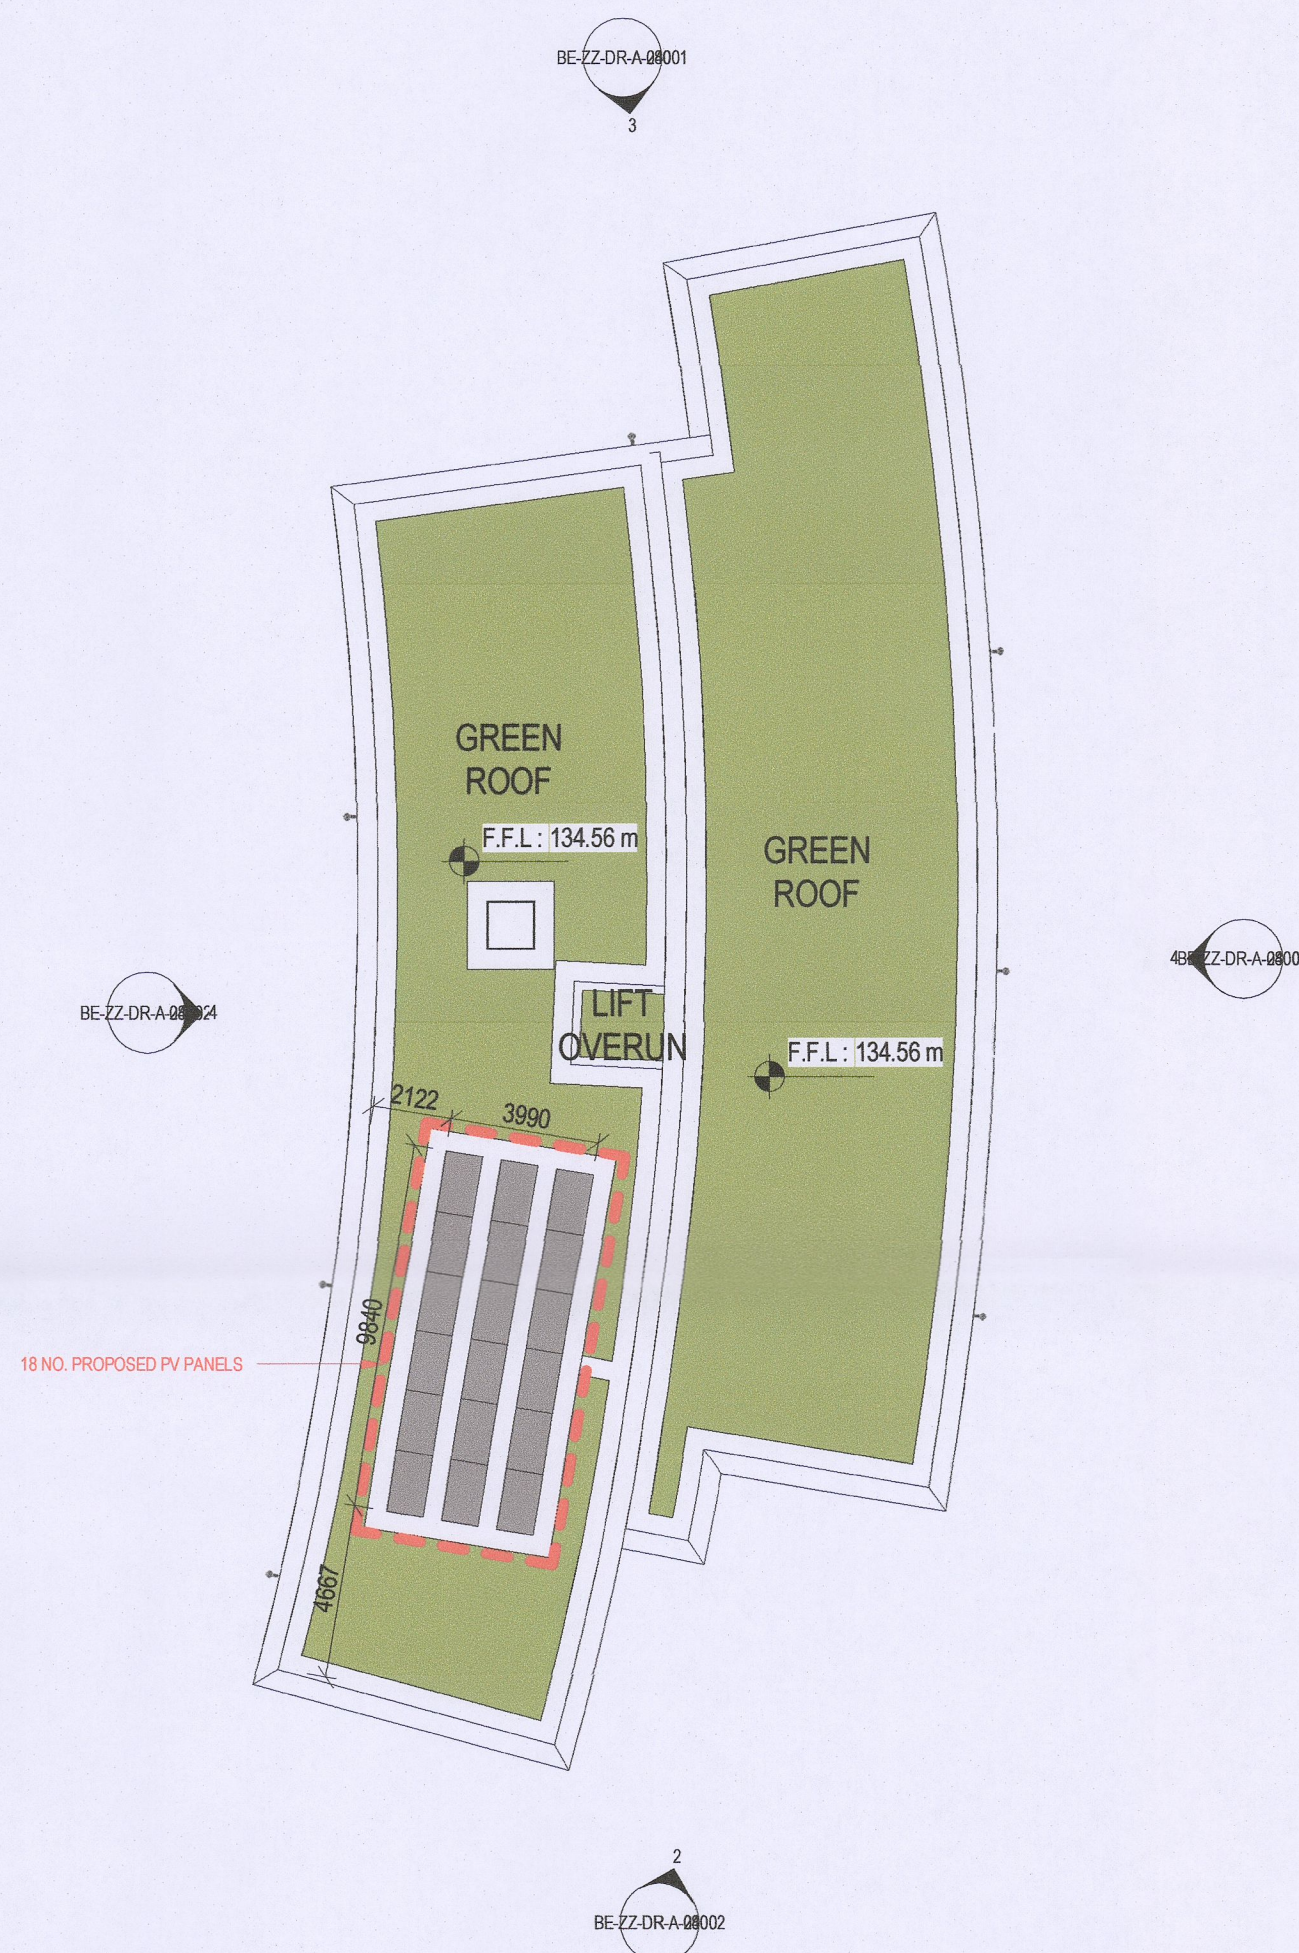 3
GREEN
ROOF
F.F.L : 134.56 m
GREEN
ROOF
LIFT
OVERUN
F.F.L : 134.56 m
2122
3990
9840
18 NO. PROPOSED PV PANELS
4667
2